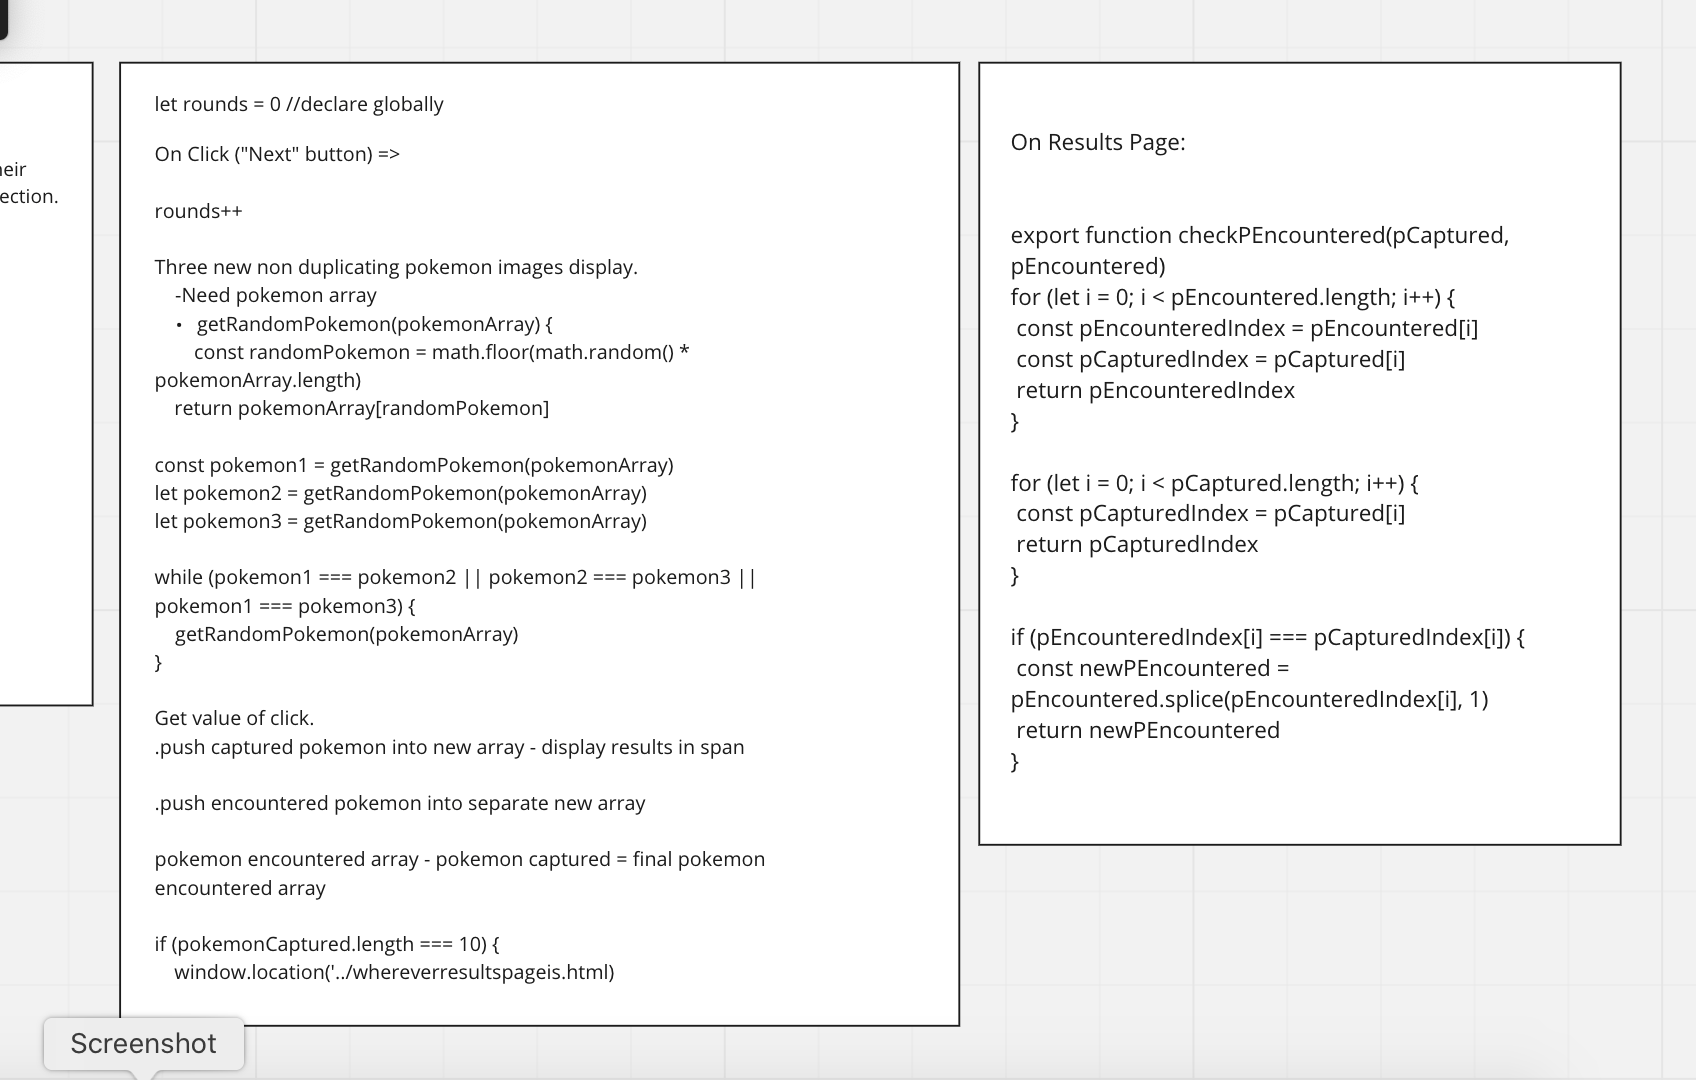 heir
ection.
let rounds = 0 //declare globally
On Click ("Next" button) =>
rounds++
Three new non duplicating pokemon images display.
-Need pokemon array
• getRandomPokemon(pokemonArray) {
const randomPokemon = math.floor(math.random() *
pokemonArray.length)
return pokemonArray[randomPokemon]
const pokemon1 = getRandomPokemon(pokemonArray)
let pokemon2 = getRandomPokemon(pokemonArray)
let pokemon3 = getRandomPokemon(pokemonArray)
while (pokemon1 === pokemon2 || pokemon2 === pokemon3 ||
pokemon1 === pokemon3) {
getRandomPokemon(pokemonArray)
}
Get value of click.
.push captured pokemon into new array - display results in span
.push encountered pokemon into separate new array
pokemon encountered array - pokemon captured = final pokemon
encountered array
if (pokemonCaptured.length === 10) {
window.location('../whereverresultspageis.html)
On Results Page:
export function checkPEncountered(pCaptured,
pEncountered)
for (let i = 0; i < pEncountered.length; i++) {
const pEncounteredIndex = pEncountered[i]
const pCapturedIndex = pCaptured[i]
return pEncounteredIndex
}
for (let i = 0; i < pCaptured.length; i++) {
const pCapturedIndex = pCaptured[i]
return pCapturedIndex
}
if (pEncounteredIndex[i] === pCapturedIndex[i]) {
const newPEncountered =
pEncountered.splice(pEncounteredIndex[i], 1)
return newPEncountered
}
Screenshot